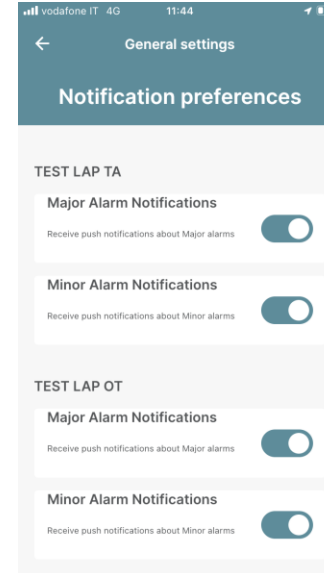 vodafone IT 4G 11:44
General settings
Notification preferences
TEST LAP TA
Major Alarm Notifications
Receive push notifications about Major alarms
Minor Alarm Notifications
Receive push notifications about Minor alarms
TEST LAP OT
Major Alarm Notifications
Receive push notifications about Major alarms
Minor Alarm Notifications
Receive push notifications about Minor alarms